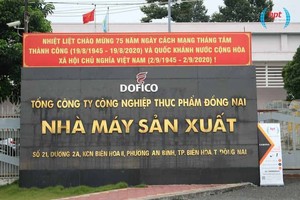 NHIỆT LIỆT CHÀO MỪNG 75 NĂM NGÀY CÁCH MẠNG THÁNG TÁM
THÀNH CÔNG (19/8/1945 - 19/8/2020) VÀ QUỐC KHÁNH NƯỚC CỘNG HÒA
XÃ HỘI CHỦ NGHĨA VIỆT NAM (2/9/1945 - 2/9/2020) !
DOFICO
TỔNG CÔNG TY CÔNG NGHIỆP THỰC PHẨM ĐỒNG NAI
NHÀ MÁY SẢN XUẤT
SỐ 21, ĐƯỜNG 2A, KCN BIÊN HÒA II, PHƯỜNG AN BÌNH, TP. BIÊN HÒA, T. ĐỒNG NAI